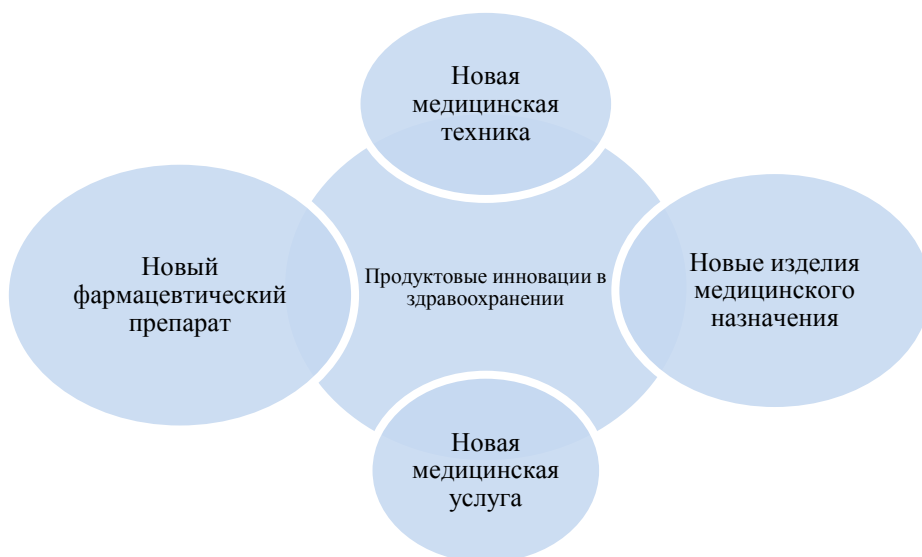 Новая
медицинская
техника
Новый
фармацевтический
препарат
Продуктовые инновации в
здравоохранении
Новые изделия
медицинского
назначения
Новая
медицинская
услуга